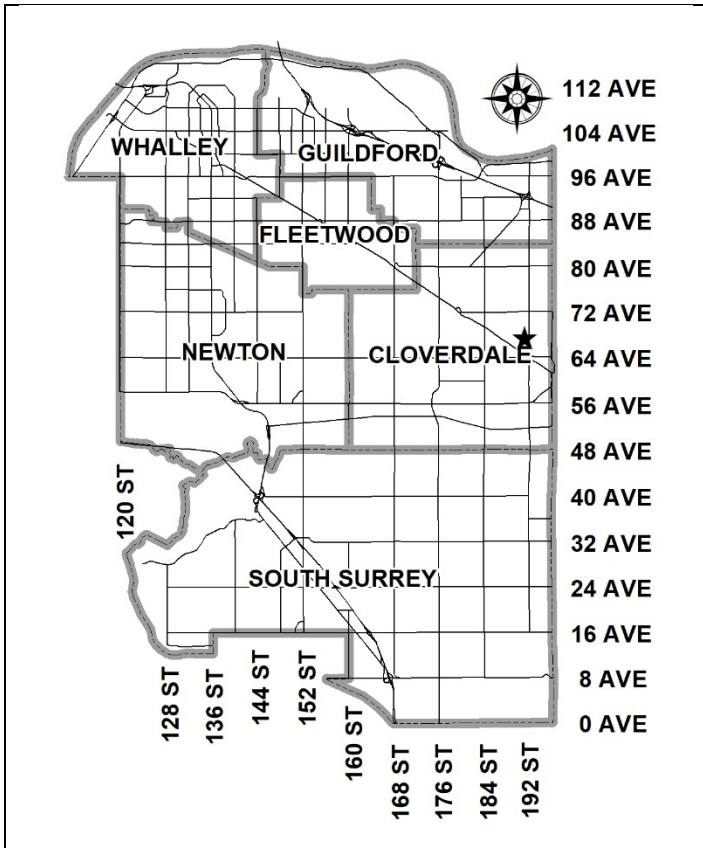 112 AVE
104 AVE
WHALLEY
GUILDFORD
96 AVE
88 AVE
FLEETWOOD
80 AVE
72 AVE
NEWTON
CLOVERDALE
64 AVE
56 AVE
48 AVE
120 ST
40 AVE
32 AVE
SOUTH SURREY
24 AVE
16 AVE
8 AVE
0 AVE
128 ST
136 ST
144 ST
152 ST
160 ST
168 ST
176 ST
184 ST
192 ST